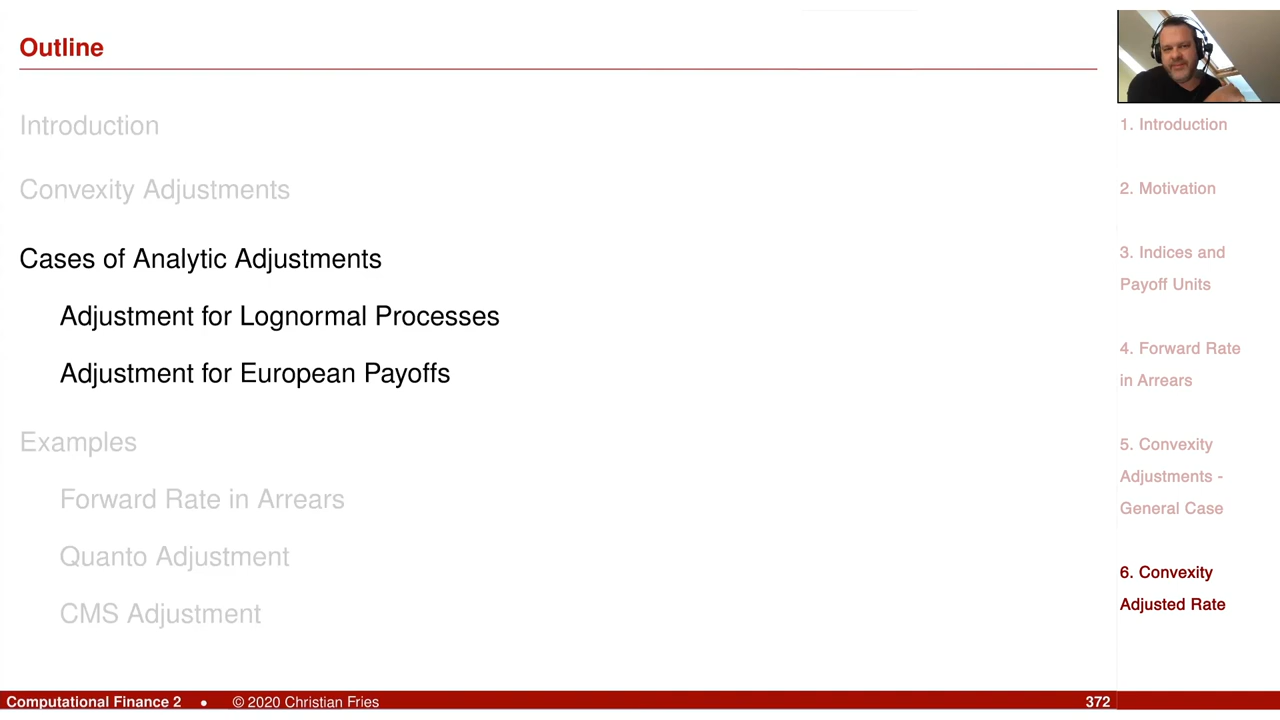 Outline
Introduction
Convexity Adjustments
Cases of Analytic Adjustments
Adjustment for Lognormal Processes
Adjustment for European Payoffs
Examples
Forward Rate in Arrears
Quanto Adjustment
CMS Adjustment
1. Introduction
2. Motivation
3. Indices and
Payoff Units
4. Forward Rate
in Arrears
5. Convexity
Adjustments -
General Case
6. Convexity
Adjusted Rate
Computational Finance 2 • © 2020 Christian Fries 372